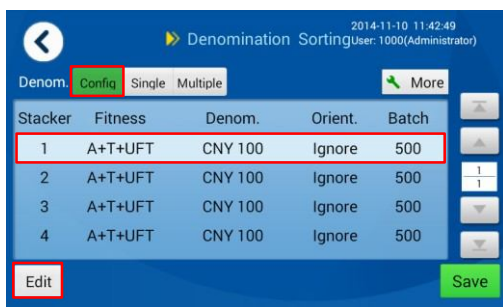 2014-11-10 11:42:49
Denomination Sorting User: 1000(Administrator)
Denom. Config Single Multiple More
Stacker Fitness Denom. Orient. Batch
1 A+T+UFT CNY 100 Ignore 500
2 A+T+UFT CNY 100 Ignore 500
1
1
3 A+T+UFT CNY 100 Ignore 500
4 A+T+UFT CNY 100 Ignore 500
Edit Save